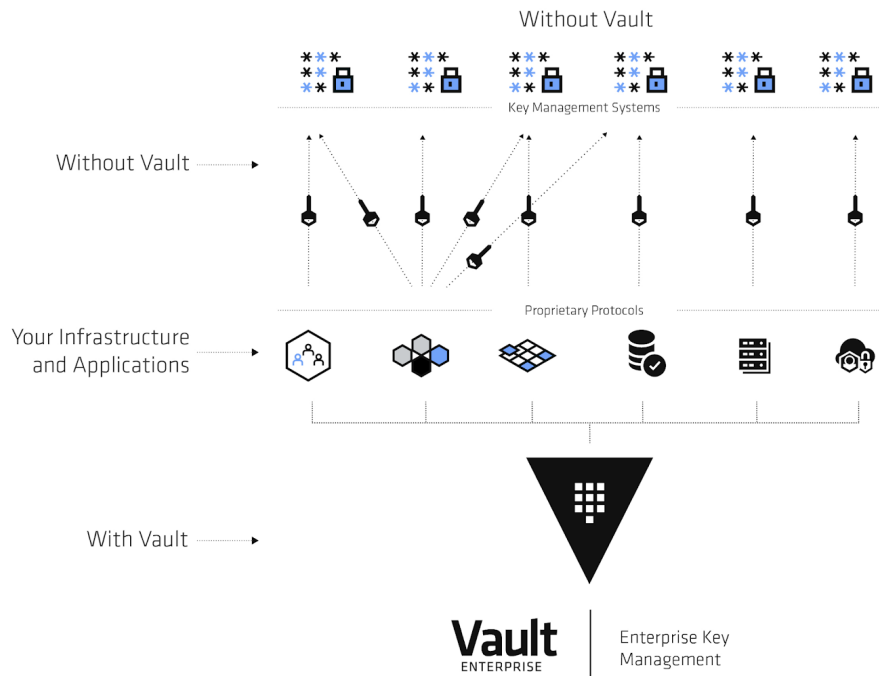 Without Vault
Key Management Systems
Without Vault
Proprietary Protocols
Your Infrastructure
and Applications
With Vault
Vault
ENTERPRISE
Enterprise Key
Management